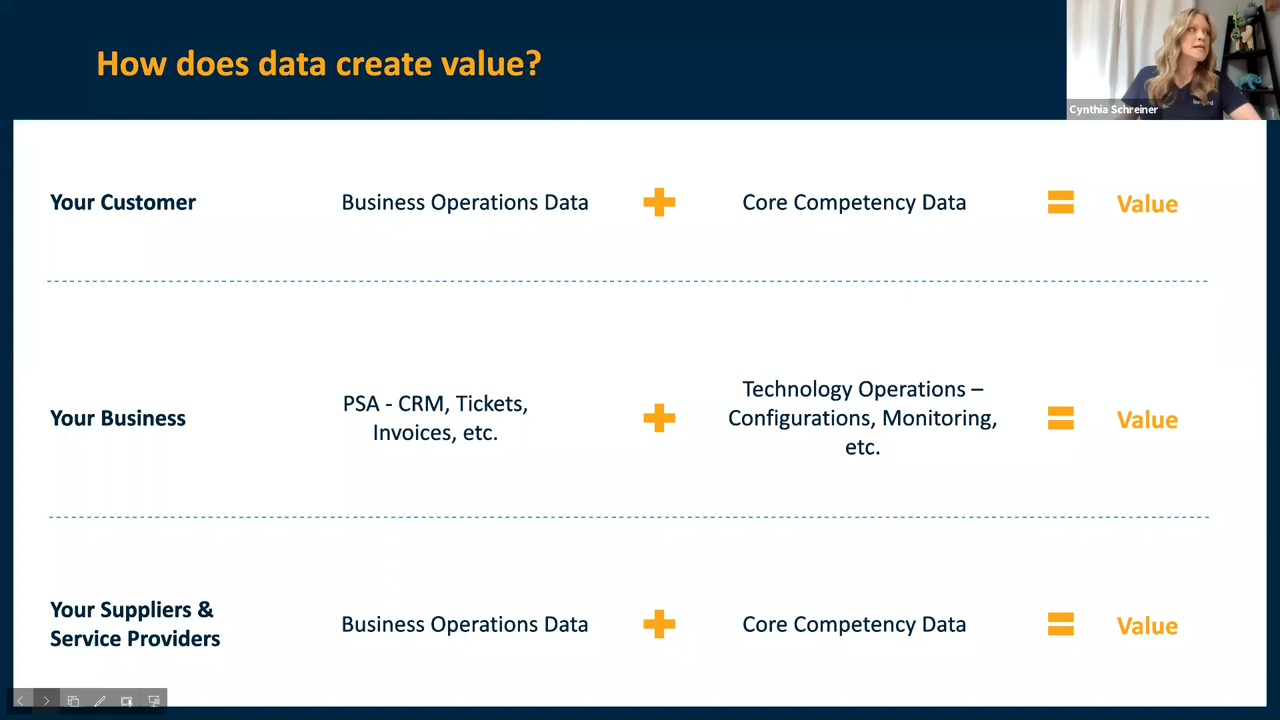 How does data create value?
Cynthia Schreiner
Your Customer
Business Operations Data
Core Competency Data
Value
Your Business
PSA - CRM, Tickets,
Invoices, etc.
Technology Operations –
Configurations, Monitoring,
etc.
Value
Your Suppliers &
Service Providers
Business Operations Data
Core Competency Data
Value